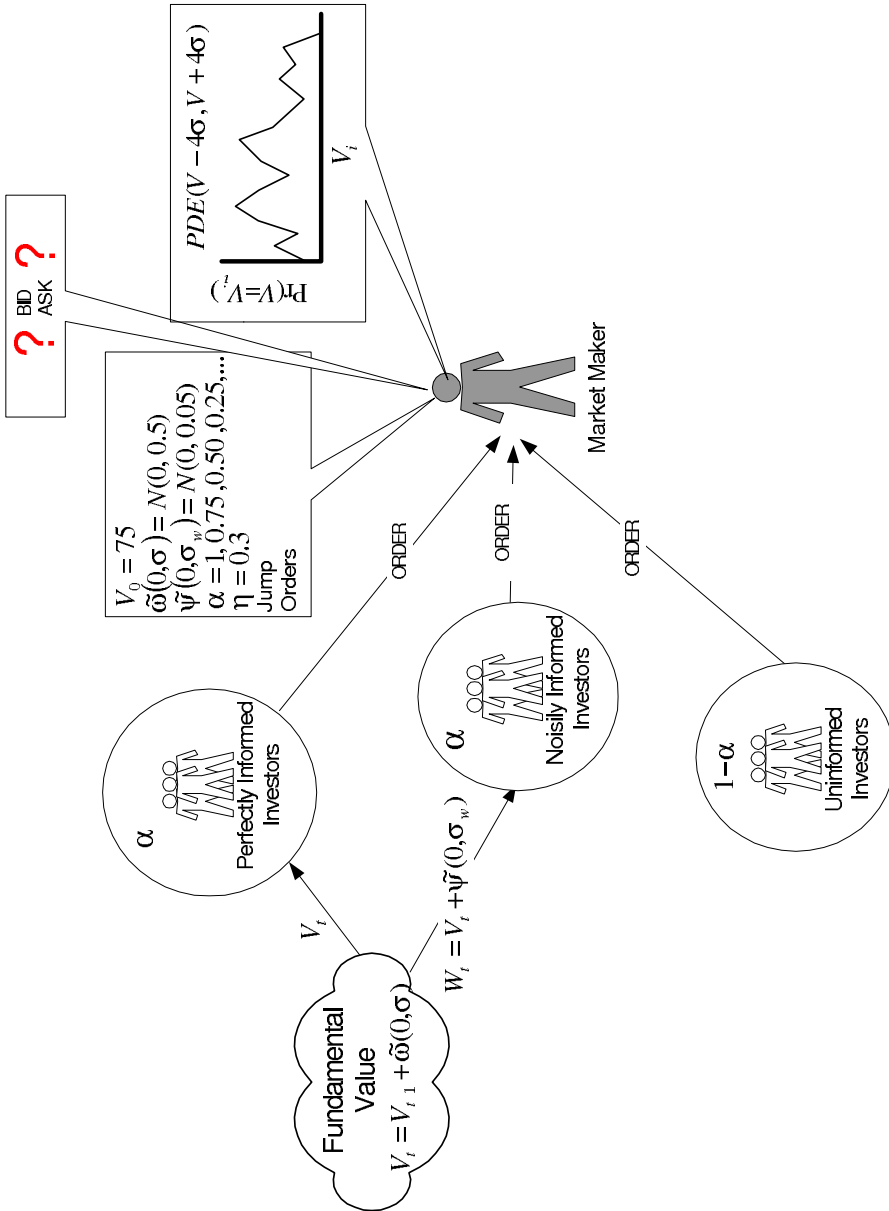 ? BID ?
ASK
V₀ = 75
ω̃(0,σ) = N(0, 0.5)
ψ̃(0,σ_w) = N(0, 0.05)
α = 1, 0.75, 0.50, 0.25, ...
η = 0.3
Jump
Orders
PDE(V − 4σ, V + 4σ)
Pr(V=V_i)
V_i
Fundamental
Value
V_t = V_{t 1} + ω̃(0,σ)
V_t
W_t = V_t + ψ̃(0,σ_w)
α
Perfectly Informed
Investors
α
Noisily Informed
Investors
1−α
Uninformed
Investors
ORDER
ORDER
ORDER
Market Maker